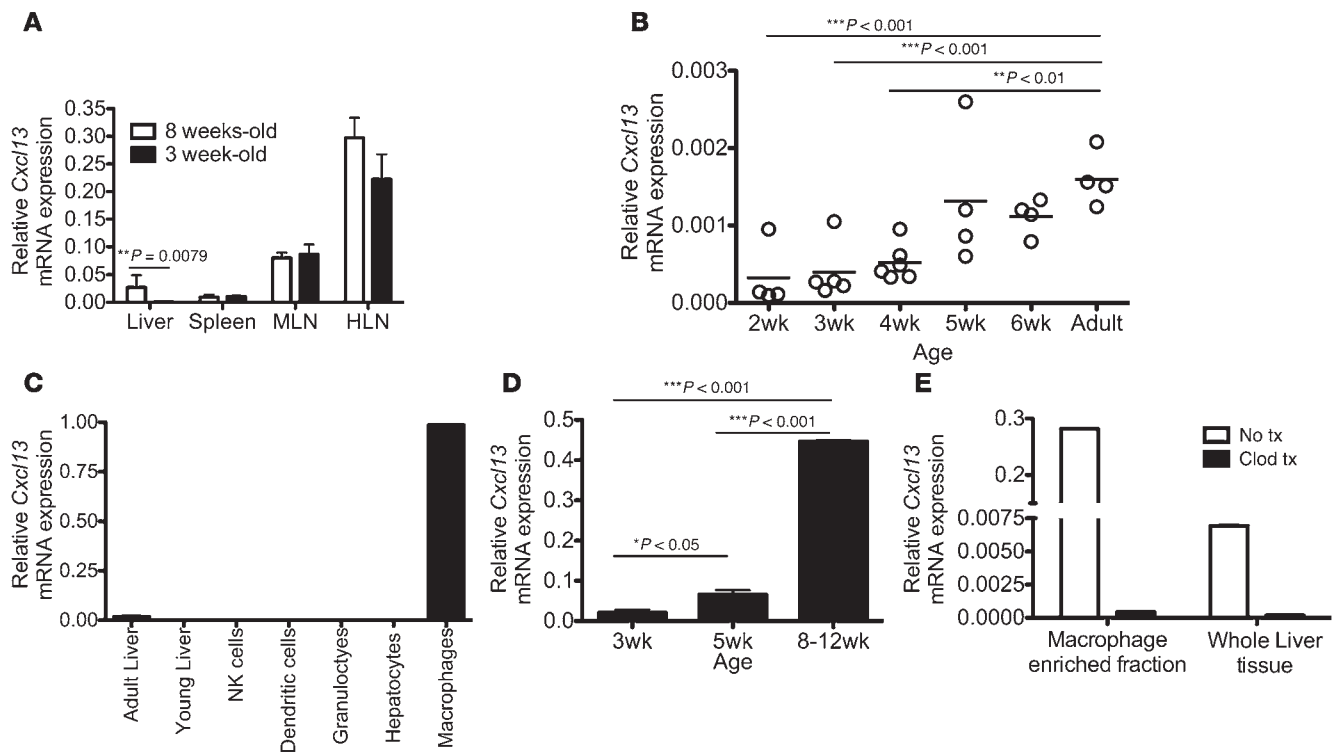 A
Relative Cxcl13
mRNA expression
0.35
0.30
0.25
0.20
0.15
0.10
0.05
0.00
8 weeks-old
3 week-old
**P = 0.0079
Liver
Spleen
MLN
HLN
B
Relative Cxcl13
mRNA expression
***P < 0.001
***P < 0.001
**P < 0.01
0.003
0.002
0.001
0.000
2wk
3wk
4wk
5wk
6wk
Adult
Age
C
Relative Cxcl13
mRNA expression
1.00
0.75
0.50
0.25
0.00
Adult Liver
Young Liver
NK cells
Dendritic cells
Granuloctyes
Hepatocytes
Macrophages
D
Relative Cxcl13
mRNA expression
***P < 0.001
***P < 0.001
*P < 0.05
0.5
0.4
0.3
0.2
0.1
0.0
3wk
5wk
8-12wk
Age
E
Relative Cxcl13
mRNA expression
0.3
0.2
0.0075
0.0050
0.0025
0.0000
No tx
Clod tx
Macrophage
enriched fraction
Whole Liver
tissue